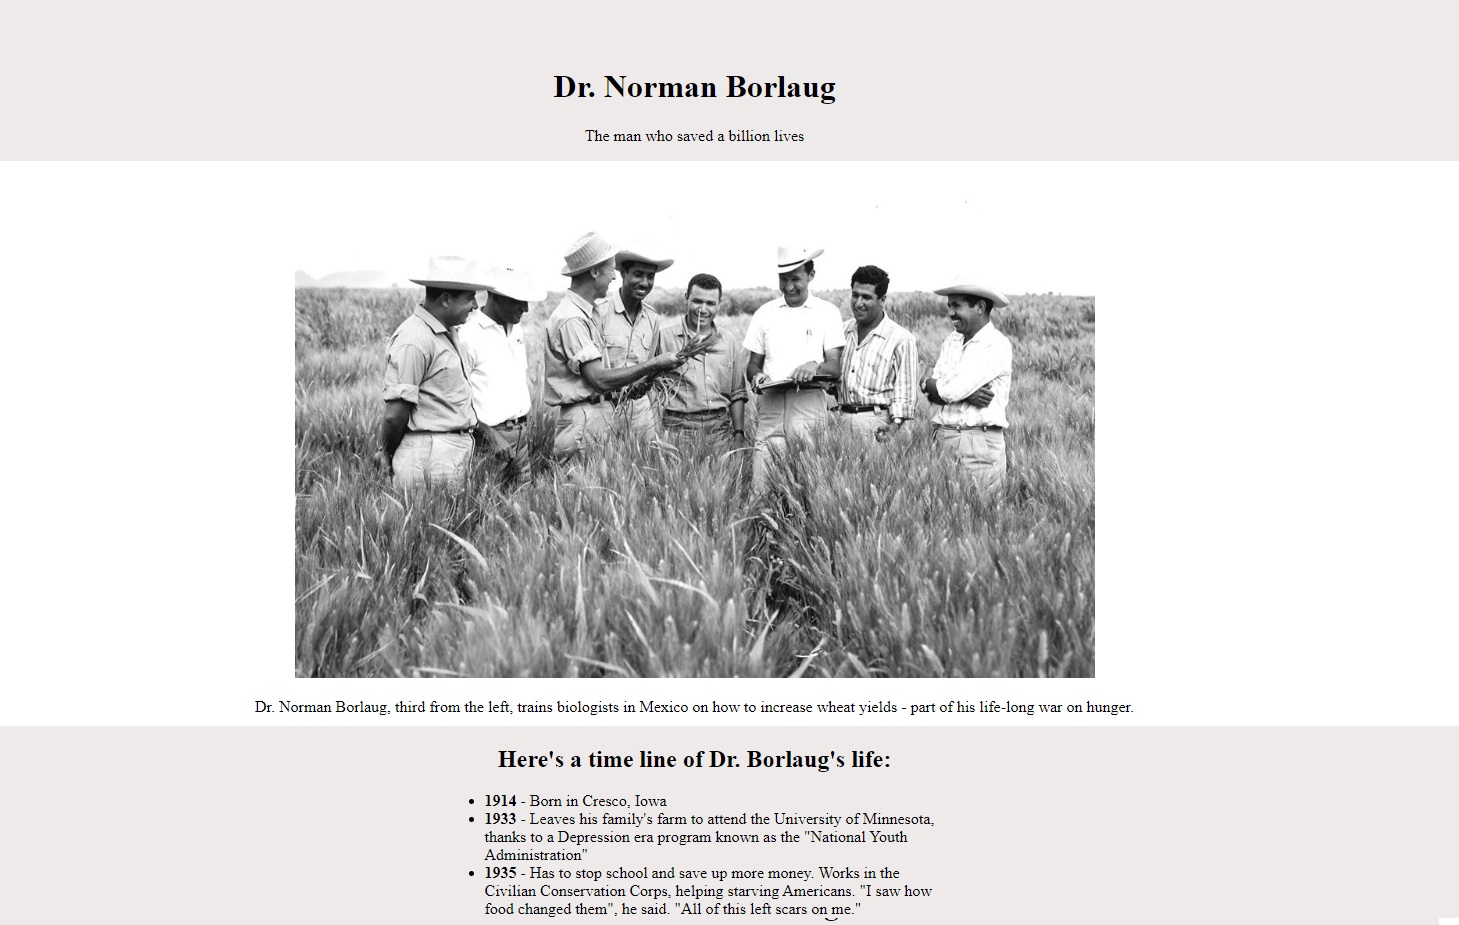 Dr. Norman Borlaug
The man who saved a billion lives
Dr. Norman Borlaug, third from the left, trains biologists in Mexico on how to increase wheat yields - part of his life-long war on hunger.
Here's a time line of Dr. Borlaug's life:
1914 - Born in Cresco, Iowa
1933 - Leaves his family's farm to attend the University of Minnesota,
thanks to a Depression era program known as the "National Youth
Administration"
1935 - Has to stop school and save up more money. Works in the
Civilian Conservation Corps, helping starving Americans. "I saw how
food changed them", he said. "All of this left scars on me."